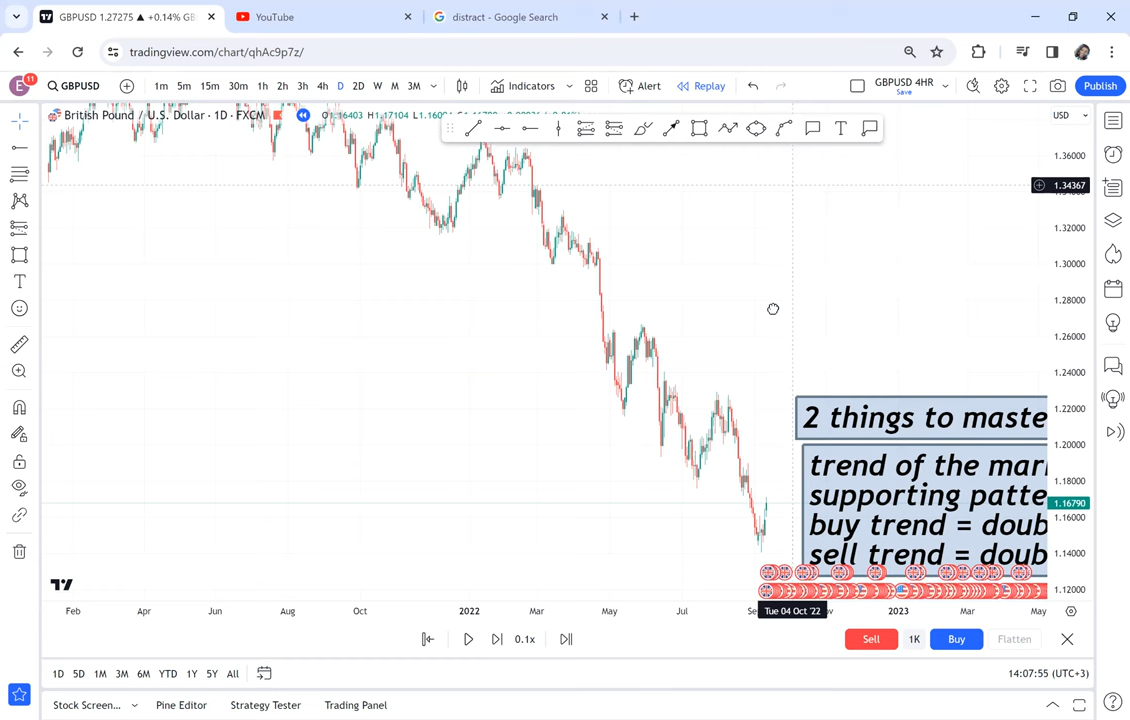 GBPUSD 1.27275 ▲ +0.14% GB
YouTube
distract - Google Search
tradingview.com/chart/qhAc9p7z/
E
11
GBPUSD
1m 5m 15m 30m 1h 2h 3h 4h D 2D W M 3M
Indicators
Alert
Replay
GBPUSD 4HR
Save
Publish
British Pound / U.S. Dollar · 1D · FXCM
O1.16403 H1.17104
USD
1.36000
1.34367
1.32000
1.30000
1.28000
1.26000
1.24000
1.22000
1.20000
1.18000
1.16790
1.16000
1.14000
1.12000
2 things to maste
trend of the mar
supporting patte
buy trend = doub
sell trend = doub
Feb Apr Jun Aug Oct 2022 Mar May Jul Tue 04 Oct '22 2023 Mar May
0.1x
Sell 1K Buy Flatten
1D 5D 1M 3M 6M YTD 1Y 5Y All
14:07:55 (UTC+3)
Stock Screen... Pine Editor Strategy Tester Trading Panel